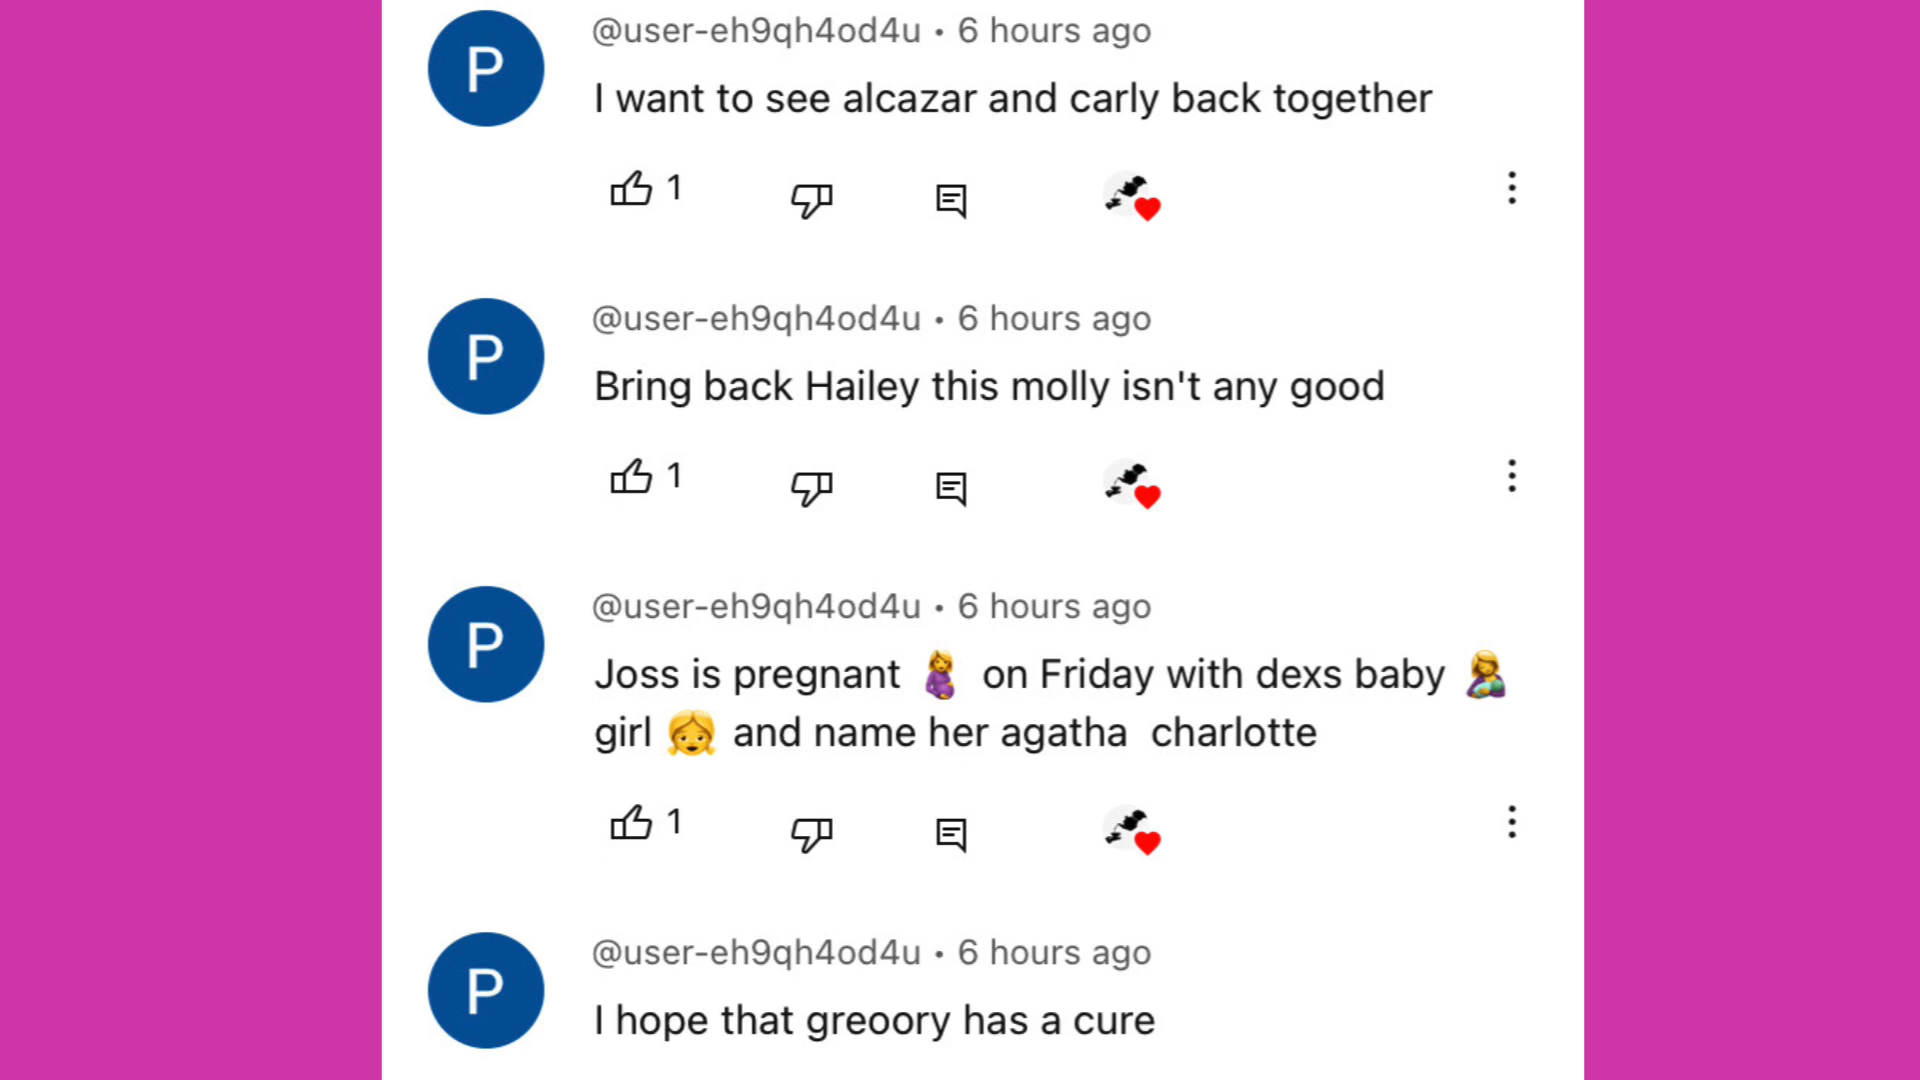 P
@user-eh9qh4od4u • 6 hours ago
I want to see alcazar and carly back together
1
P
@user-eh9qh4od4u • 6 hours ago
Bring back Hailey this molly isn't any good
1
P
@user-eh9qh4od4u • 6 hours ago
Joss is pregnant 🤰 on Friday with dexs baby 🤱
girl 👧 and name her agatha  charlotte
1
P
@user-eh9qh4od4u • 6 hours ago
I hope that greoory has a cure